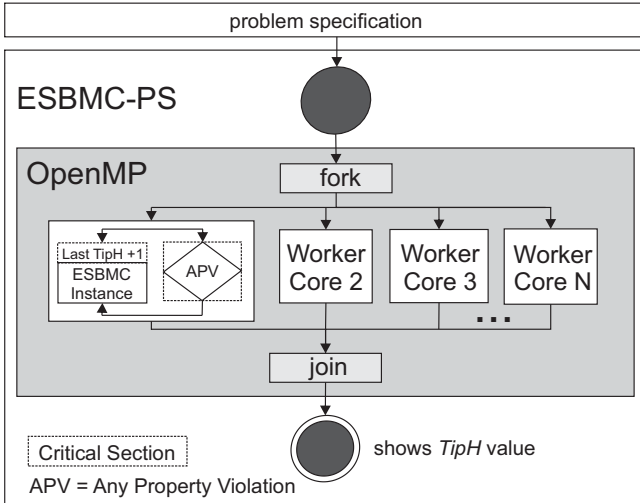 problem specification
ESBMC-PS
OpenMP
fork
Last TipH +1
ESBMC
Instance
APV
Worker
Core 2
Worker
Core 3
Worker
Core N
...
join
Critical Section
shows TipH value
APV = Any Property Violation